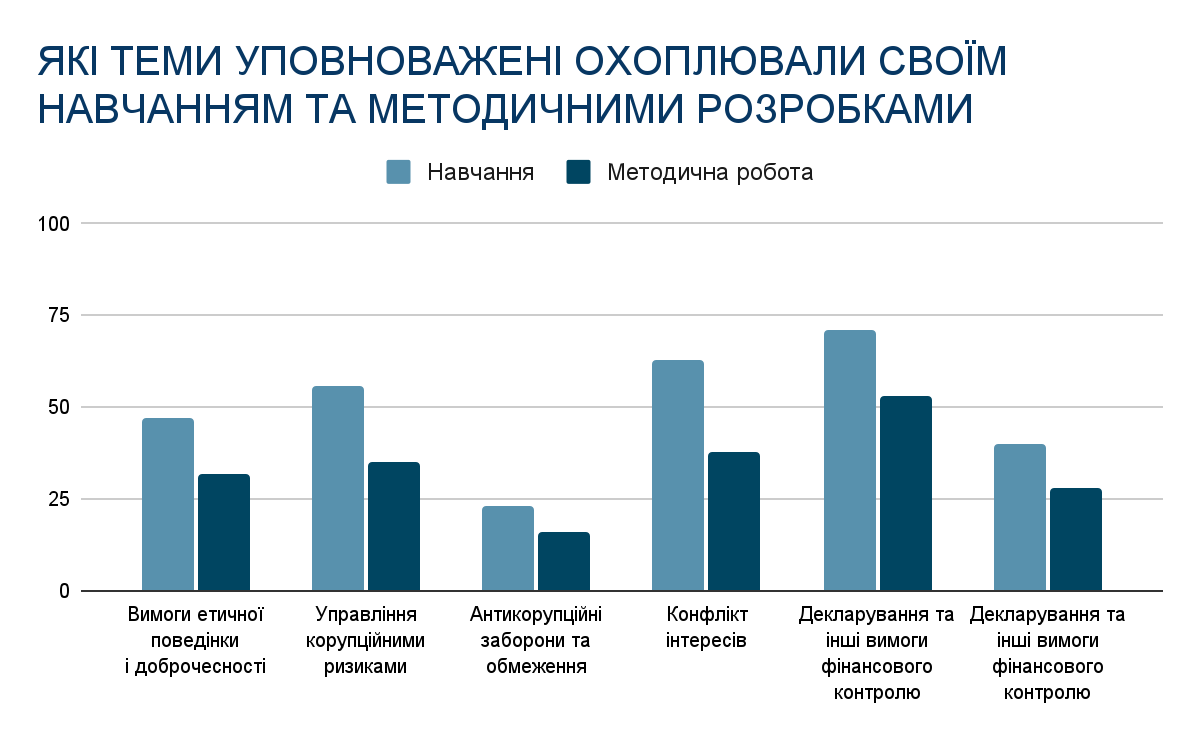 ЯКІ ТЕМИ УПОВНОВАЖЕНІ ОХОПЛЮВАЛИ СВОЇМ
НАВЧАННЯМ ТА МЕТОДИЧНИМИ РОЗРОБКАМИ
Навчання
Методична робота
100
75
50
25
0
Вимоги етичної
поведінки
і доброчесності
Управління
корупційними
ризиками
Антикорупційні
заборони та
обмеження
Конфлікт
інтересів
Декларування та
інші вимоги
фінансового
контролю
Декларування та
інші вимоги
фінансового
контролю